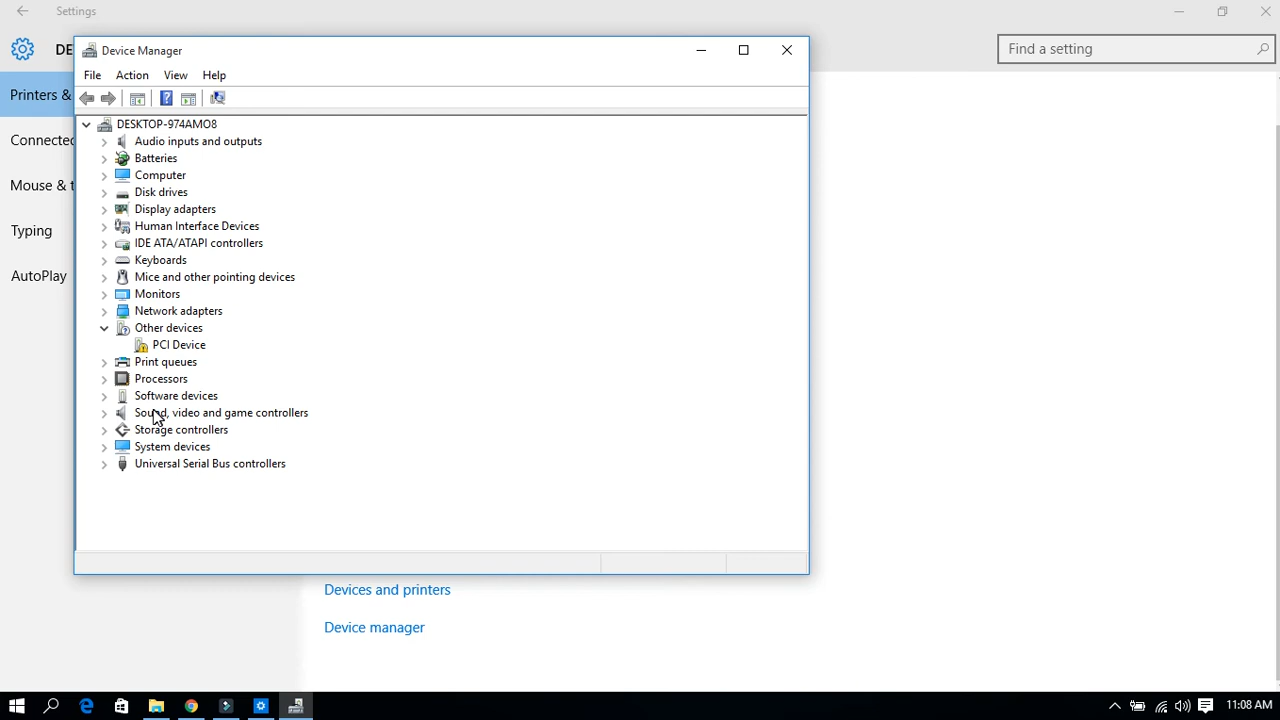 Settings
DE
Find a setting
Printers &
Connected
Mouse & t
Typing
AutoPlay
Device Manager
File Action View Help
DESKTOP-974AMO8
Audio inputs and outputs
Batteries
Computer
Disk drives
Display adapters
Human Interface Devices
IDE ATA/ATAPI controllers
Keyboards
Mice and other pointing devices
Monitors
Network adapters
Other devices
PCI Device
Print queues
Processors
Software devices
Sound, video and game controllers
Storage controllers
System devices
Universal Serial Bus controllers
Devices and printers
Device manager
11:08 AM